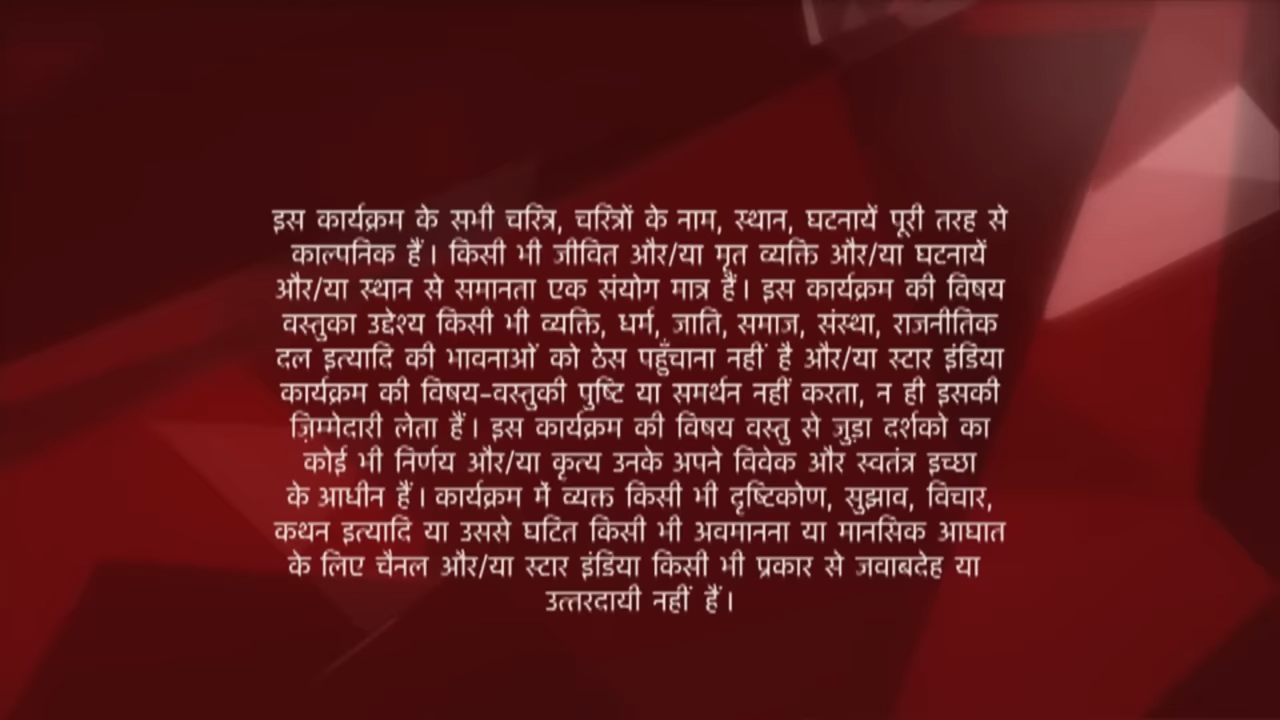 इस कार्यक्रम के सभी चरित्र, चरित्रों के नाम, स्थान, घटनायें पूरी तरह से
काल्पनिक हैं। किसी भी जीवित और/या मृत व्यक्ति और/या घटनायें
और/या स्थान से समानता एक संयोग मात्र हैं। इस कार्यक्रम की विषय
वस्तुका उद्देश्य किसी भी व्यक्ति, धर्म, जाति, समाज, संस्था, राजनीतिक
दल इत्यादि की भावनाओं को ठेस पहुँचाना नहीं है और/या स्टार इंडिया
कार्यक्रम की विषय-वस्तुकी पुष्टि या समर्थन नहीं करता, न ही इसकी
ज़िम्मेदारी लेता हैं। इस कार्यक्रम की विषय वस्तु से जुड़ा दर्शको का
कोई भी निर्णय और/या कृत्य उनके अपने विवेक और स्वतंत्र इच्छा
के आधीन हैं। कार्यक्रम में व्यक्त किसी भी दृष्टिकोण, सुझाव, विचार,
कथन इत्यादि या उससे घटित किसी भी अवमानना या मानसिक आघात
के लिए चैनल और/या स्टार इंडिया किसी भी प्रकार से जवाबदेह या
उत्तरदायी नहीं हैं।